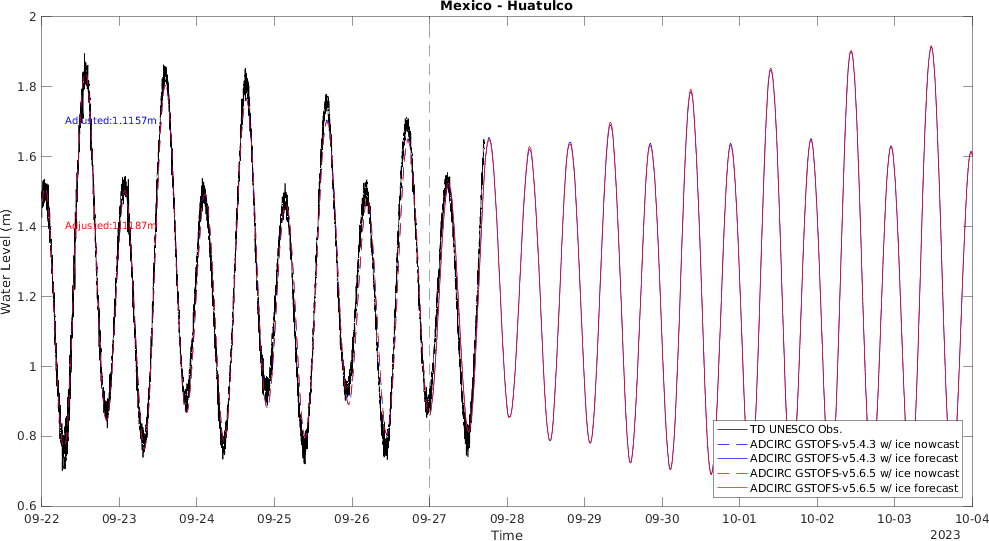 Mexico - Huatulco
2
1.8
1.6
1.4
1.2
1
0.8
0.6
Water Level (m)
Adjusted:1.1157m
Adjusted:1.1187m
TD UNESCO Obs.
ADCIRC GSTOFS-v5.4.3 w/ ice nowcast
ADCIRC GSTOFS-v5.4.3 w/ ice forecast
ADCIRC GSTOFS-v5.6.5 w/ ice nowcast
ADCIRC GSTOFS-v5.6.5 w/ ice forecast
09-22 09-23 09-24 09-25 09-26 09-27 09-28 09-29 09-30 10-01 10-02 10-03 10-04
Time
2023